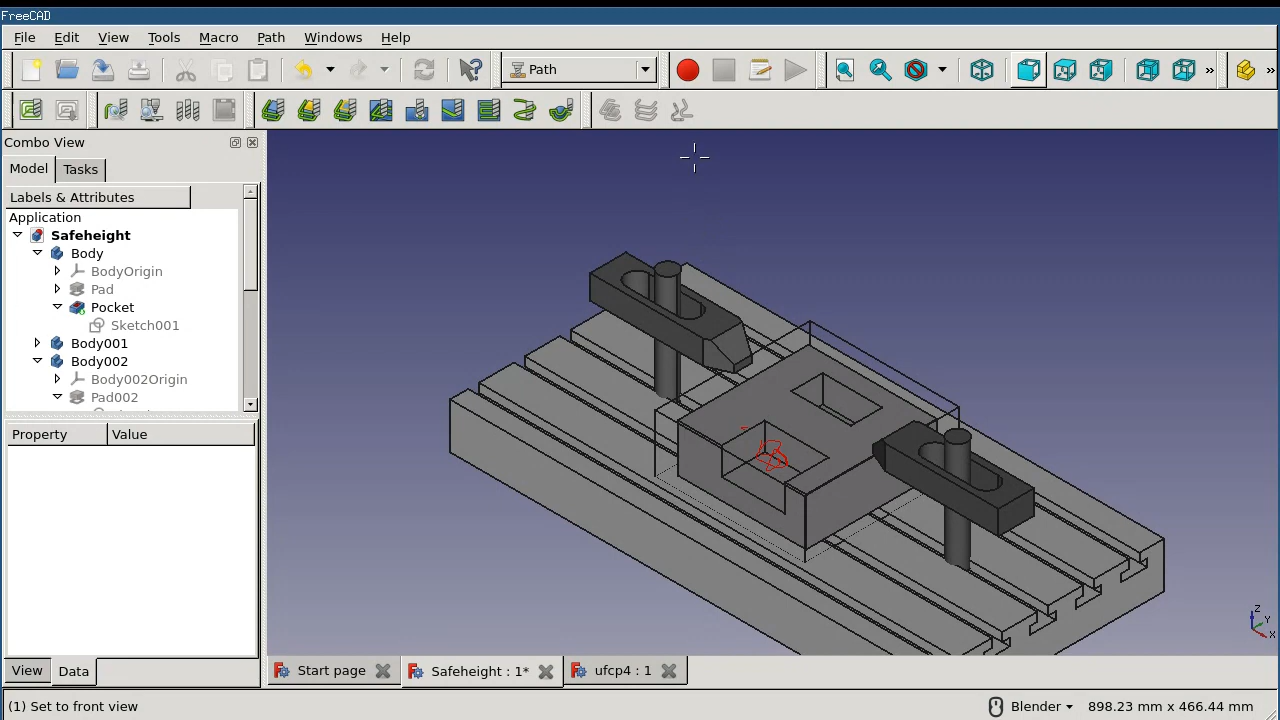 FreeCAD
File Edit View Tools Macro Path Windows Help
Path
Combo View
Model Tasks
Labels & Attributes
Application
Safeheight
Body
BodyOrigin
Pad
Pocket
Sketch001
Body001
Body002
Body002Origin
Pad002
Property Value
Z
Y
X
View Data
Start page Safeheight : 1* ufcp4 : 1
(1) Set to front view Blender 898.23 mm x 466.44 mm